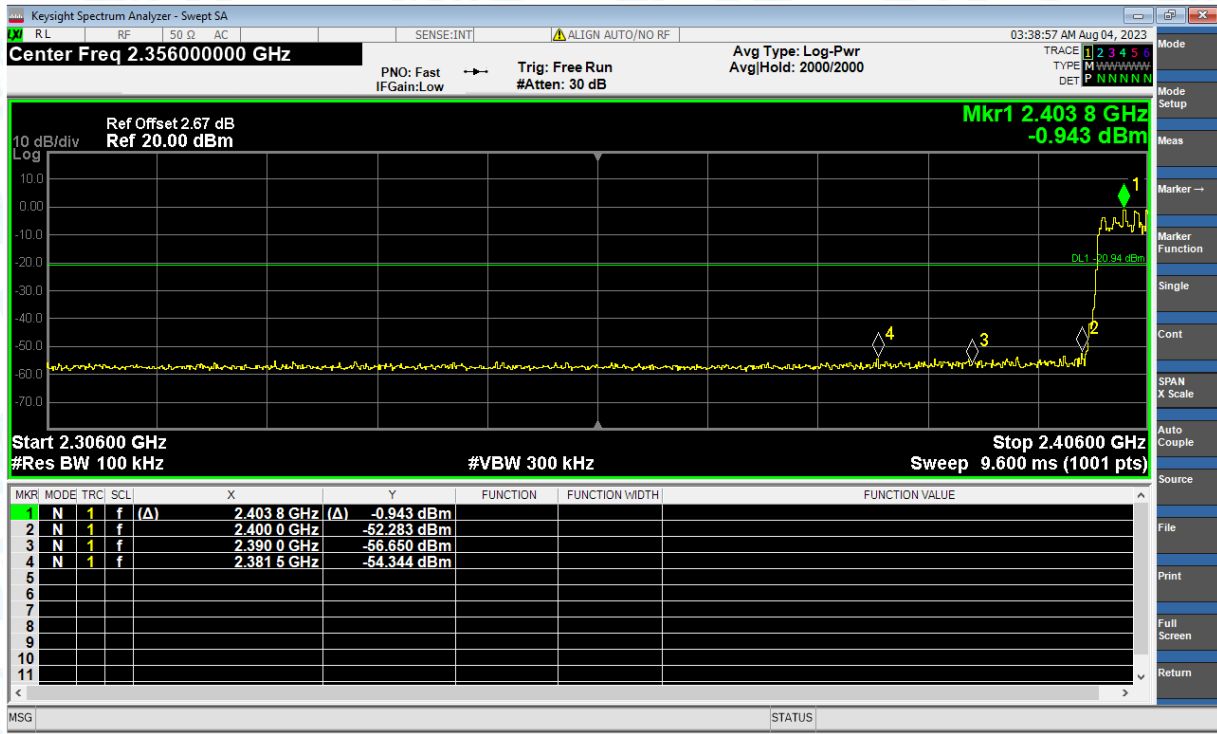 Keysight Spectrum Analyzer - Swept SA
LXI RL RF 50 Ω AC SENSE:INT ALIGN AUTO/NO RF 03:38:57 AM Aug 04, 2023
Center Freq 2.356000000 GHz
PNO: Fast
IFGain:Low
Trig: Free Run
#Atten: 30 dB
Avg Type: Log-Pwr
Avg|Hold: 2000/2000
TRACE 1 2 3 4 5 6
TYPE M WWWWW
DET P N N N N N
Mkr1 2.403 8 GHz
-0.943 dBm
Ref Offset 2.67 dB
10 dB/div Ref 20.00 dBm
Log
10.0
0.00
-10.0
-20.0
-30.0
-40.0
-50.0
-60.0
-70.0
1
DL1 -20.94 dBm
4
3
2
Start 2.30600 GHz
Stop 2.40600 GHz
#Res BW 100 kHz
#VBW 300 kHz
Sweep 9.600 ms (1001 pts)
MKR MODE TRC SCL X Y FUNCTION FUNCTION WIDTH FUNCTION VALUE
1 N 1 f (Δ) 2.403 8 GHz (Δ) -0.943 dBm
2 N 1 f 2.400 0 GHz -52.283 dBm
3 N 1 f 2.390 0 GHz -56.650 dBm
4 N 1 f 2.381 5 GHz -54.344 dBm
5
6
7
8
9
10
11
MSG
STATUS
Mode
Mode
Setup
Meas
Marker →
Marker
Function
Single
Cont
SPAN
X Scale
Auto
Couple
Source
File
Print
Full
Screen
Return